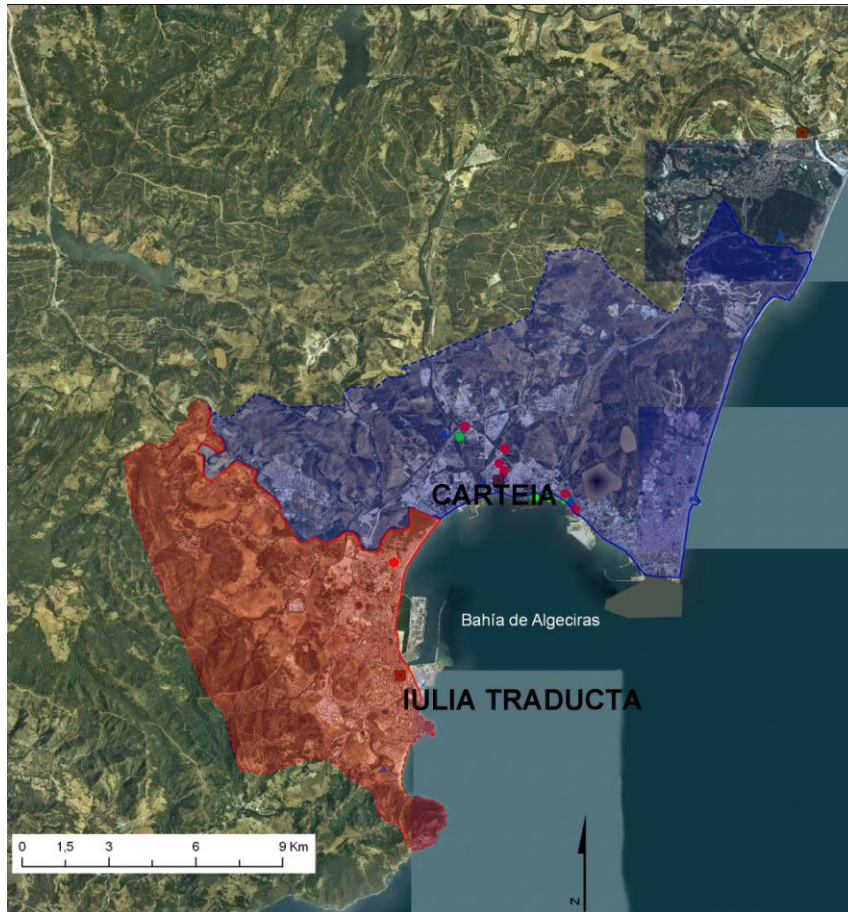 CARTEIA
Bahía de Algeciras
IULIA TRADUCTA
0 1,5 3 6 9 Km
N